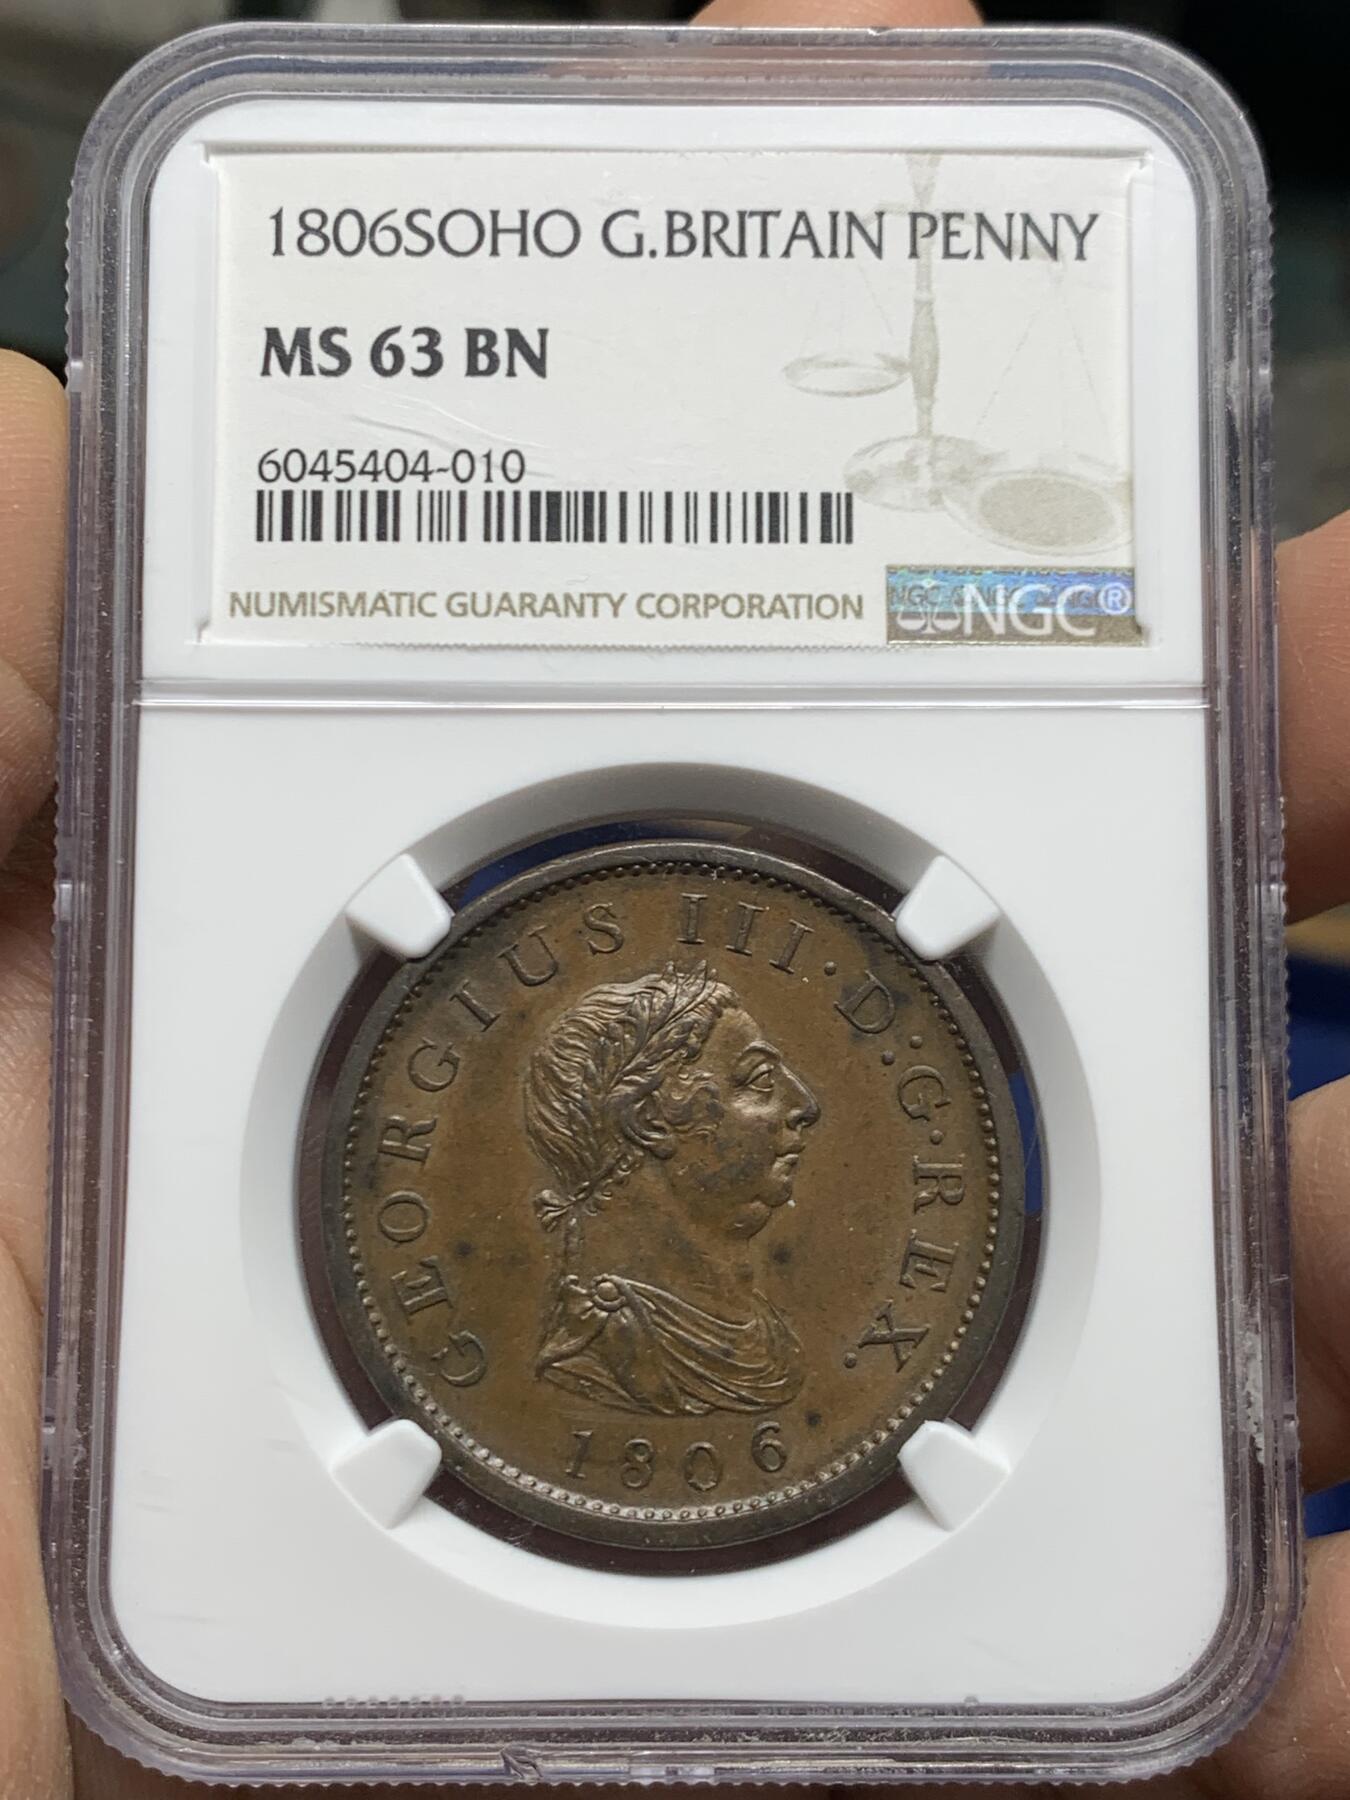 1806SOHO G.BRITAIN PENNY
MS 63 BN
6045404-010
NUMISMATIC GUARANTY CORPORATION
NGC®
GEORGIUS III·D:G·REX.
1806